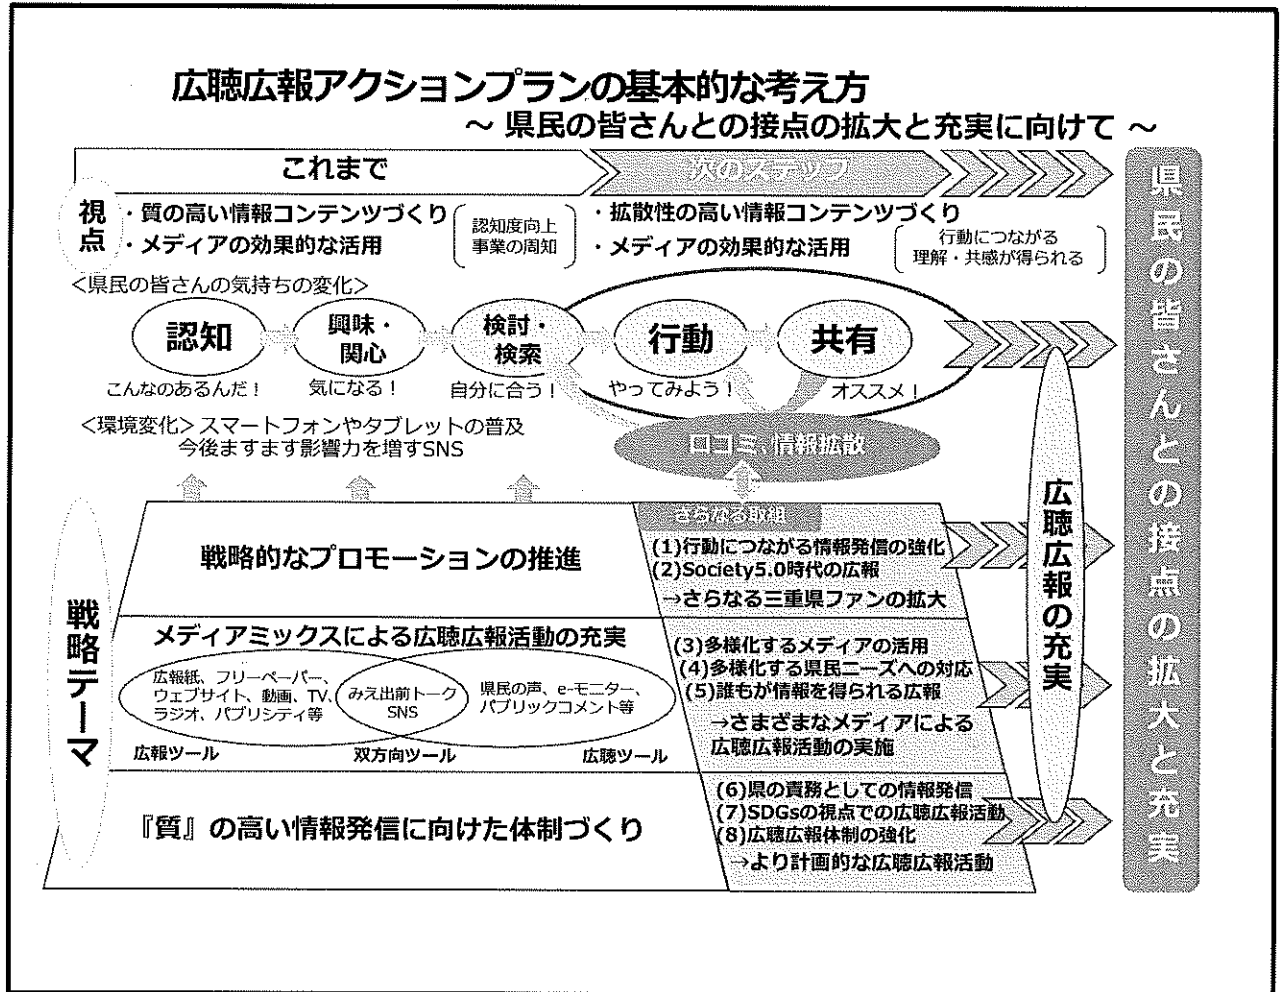 広聴広報アクションプランの基本的な考え方
～ 県民の皆さんとの接点の拡大と充実に向けて ～
これまで
次のステップ
視点
・質の高い情報コンテンツづくり
・メディアの効果的な活用
認知度向上
事業の周知
・拡散性の高い情報コンテンツづくり
・メディアの効果的な活用
行動につながる
理解・共感が得られる
<県民の皆さんの気持ちの変化>
認知
興味・
関心
検討・
検索
行動
共有
こんなのあるんだ！
気になる！
自分に合う！
やってみよう！
オススメ！
<環境変化> スマートフォンやタブレットの普及
今後ますます影響力を増すSNS
口コミ、情報拡散
戦略テーマ
戦略的なプロモーションの推進
さらなる取組
(1)行動につながる情報発信の強化
(2)Society5.0時代の広報
→さらなる三重県ファンの拡大
メディアミックスによる広聴広報活動の充実
広報紙、フリーペーパー、
ウェブサイト、動画、TV、
ラジオ、パブリシティ等
みえ出前トーク
SNS
県民の声、e-モニター、
パブリックコメント等
広報ツール
双方向ツール
広聴ツール
(3)多様化するメディアの活用
(4)多様化する県民ニーズへの対応
(5)誰もが情報を得られる広報
→さまざまなメディアによる
広聴広報活動の実施
『質』の高い情報発信に向けた体制づくり
(6)県の責務としての情報発信
(7)SDGsの視点での広聴広報活動
(8)広聴広報体制の強化
→より計画的な広聴広報活動
広聴広報の充実
県民の皆さんとの接点の拡大と充実